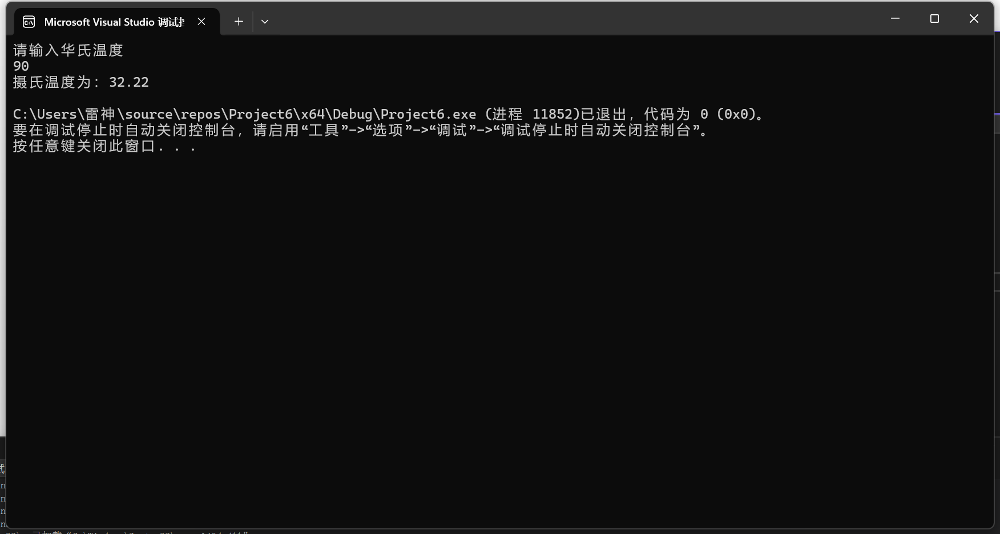 Microsoft Visual Studio 调试
请输入华氏温度
90
摄氏温度为：32.22
C:\Users\雷神\source\repos\Project6\x64\Debug\Project6.exe (进程 11852)已退出，代码为 0 (0x0)。
要在调试停止时自动关闭控制台，请启用“工具”->“选项”->“调试”->“调试停止时自动关闭控制台”。
按任意键关闭此窗口. . .